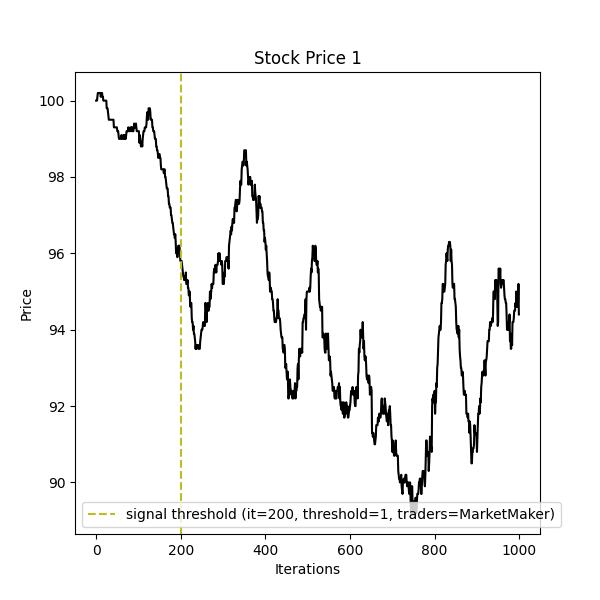 Stock Price 1
Price
100
98
96
94
92
90
signal threshold (it=200, threshold=1, traders=MarketMaker)
0 200 400 600 800 1000
Iterations